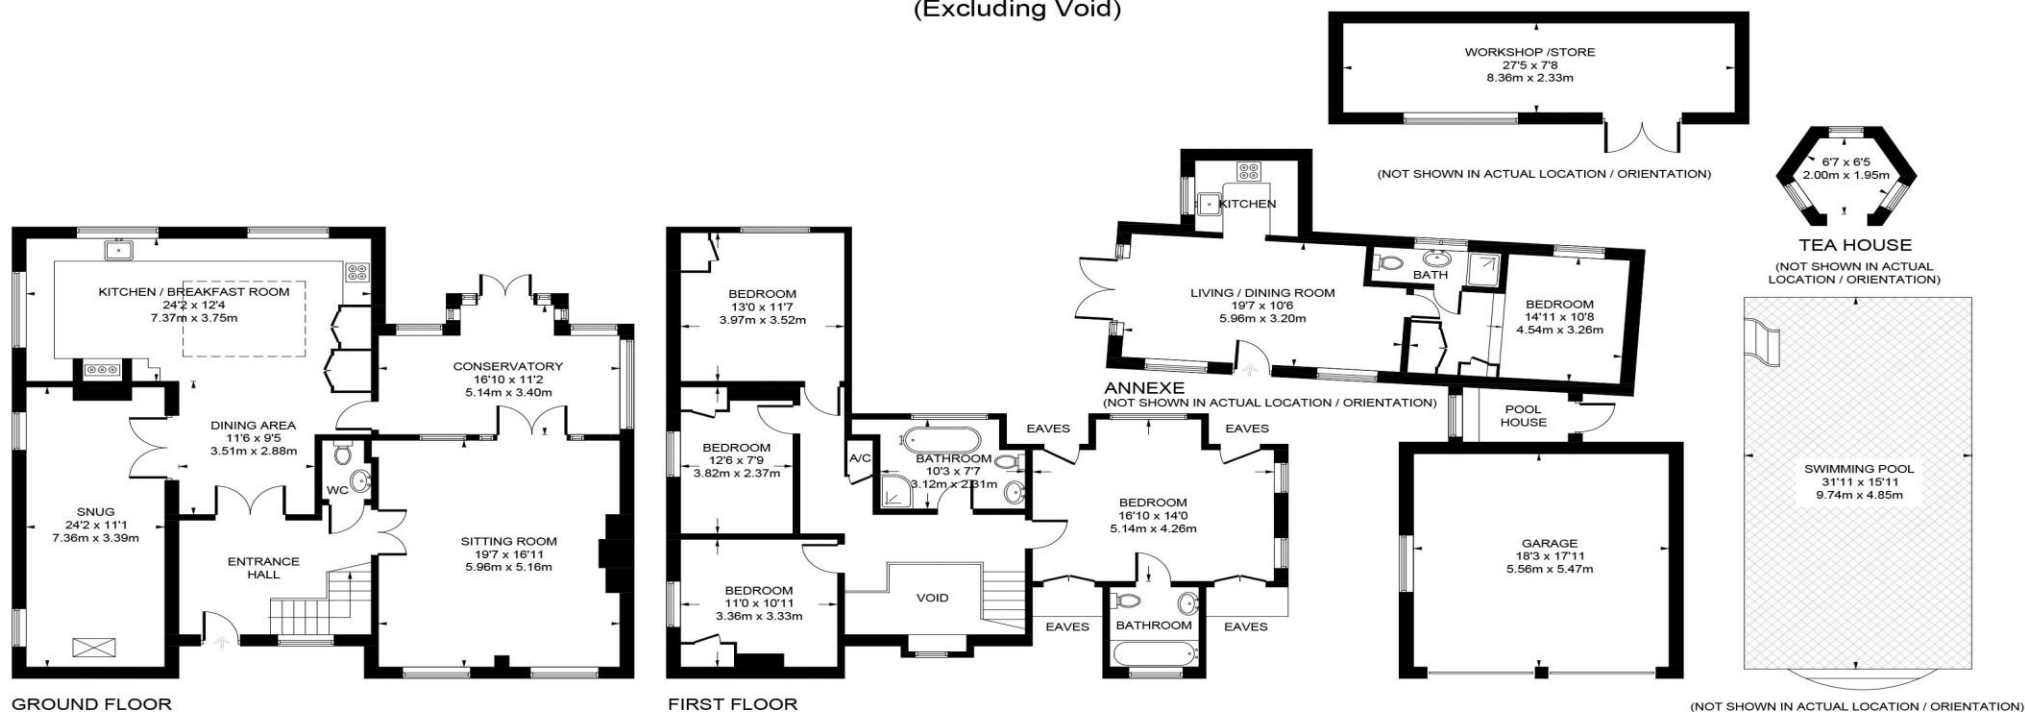 (Excluding Void)
WORKSHOP /STORE
27'5 x 7'8
8.36m x 2.33m
(NOT SHOWN IN ACTUAL LOCATION / ORIENTATION)
6'7 x 6'5
2.00m x 1.95m
TEA HOUSE
(NOT SHOWN IN ACTUAL
LOCATION / ORIENTATION)
KITCHEN / BREAKFAST ROOM
24'2 x 12'4
7.37m x 3.75m
CONSERVATORY
16'10 x 11'2
5.14m x 3.40m
DINING AREA
11'6 x 9'5
3.51m x 2.88m
WC
SNUG
24'2 x 11'1
7.36m x 3.39m
ENTRANCE
HALL
SITTING ROOM
19'7 x 16'11
5.96m x 5.16m
GROUND FLOOR
BEDROOM
13'0 x 11'7
3.97m x 3.52m
BEDROOM
12'6 x 7'9
3.82m x 2.37m
A/C
BATHROOM
10'3 x 7'7
3.12m x 2.31m
EAVES
EAVES
BEDROOM
16'10 x 14'0
5.14m x 4.26m
BEDROOM
11'0 x 10'11
3.36m x 3.33m
VOID
EAVES
BATHROOM
EAVES
FIRST FLOOR
KITCHEN
LIVING / DINING ROOM
19'7 x 10'6
5.96m x 3.20m
BATH
BEDROOM
14'11 x 10'8
4.54m x 3.26m
ANNEXE
(NOT SHOWN IN ACTUAL LOCATION / ORIENTATION)
POOL
HOUSE
GARAGE
18'3 x 17'11
5.56m x 5.47m
SWIMMING POOL
31'11 x 15'11
9.74m x 4.85m
(NOT SHOWN IN ACTUAL LOCATION / ORIENTATION)